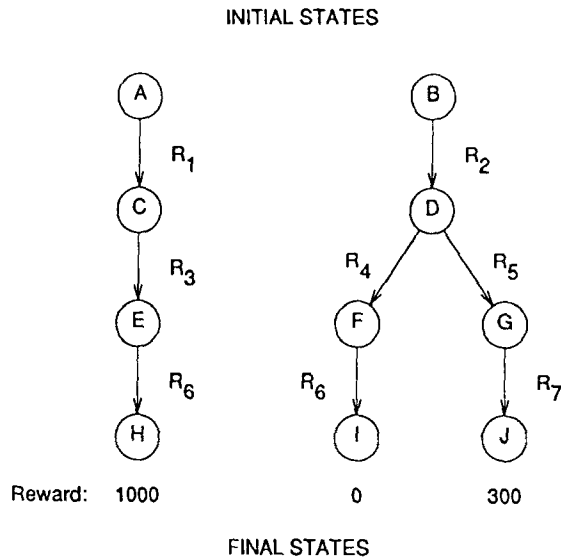 INITIAL STATES
A B
R1 R2
C D
R3 R4 R5
E F G
R6 R6 R7
H I J
Reward: 1000 0 300
FINAL STATES